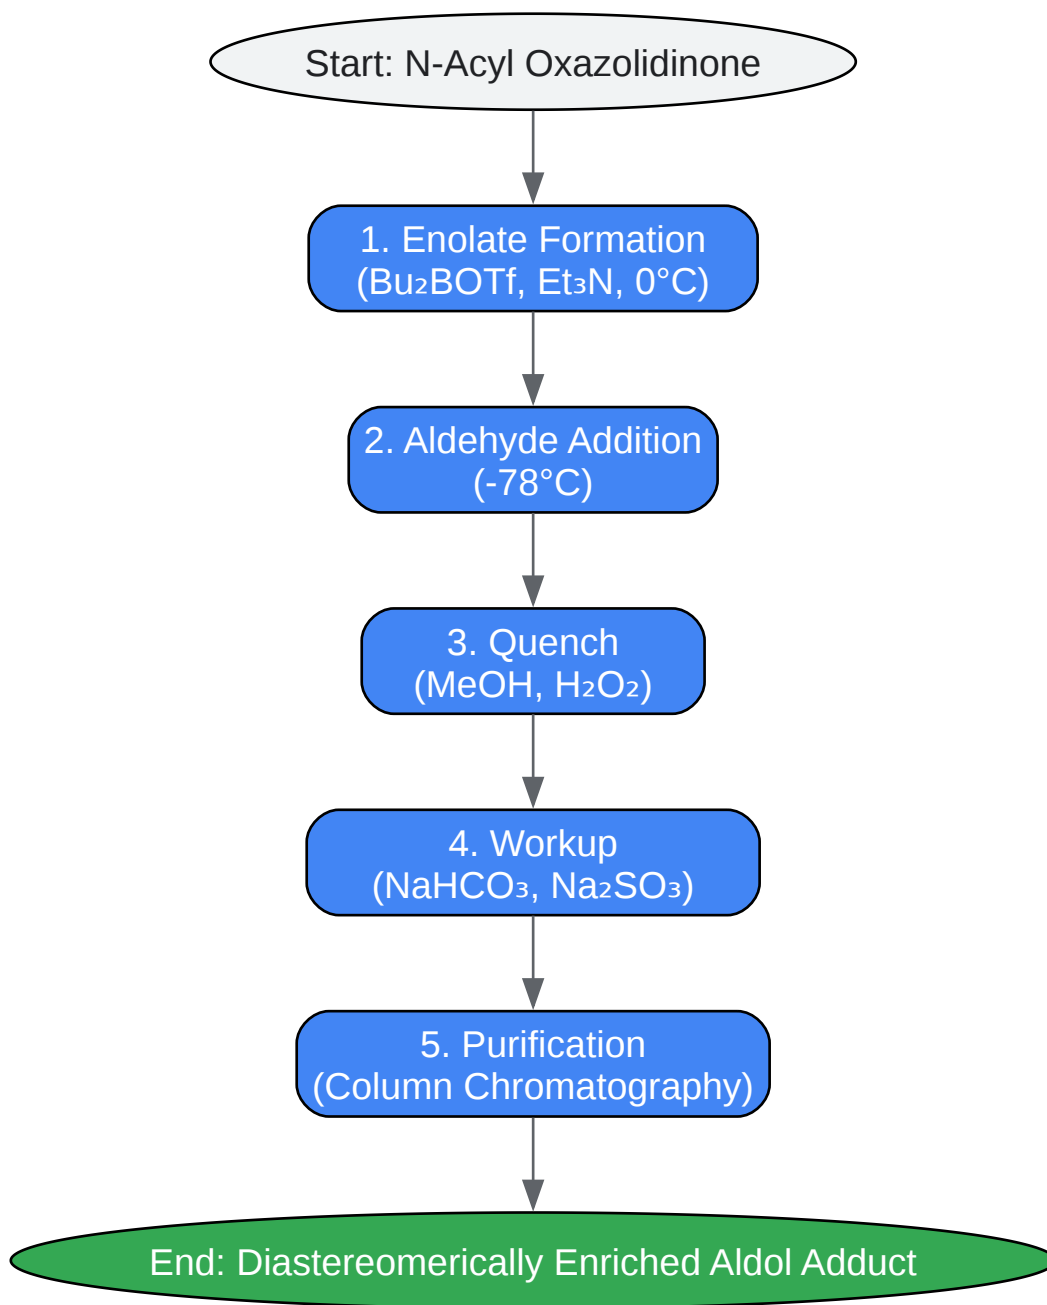 Start: N-Acyl Oxazolidinone
1. Enolate Formation
(Bu₂BOTf, Et₃N, 0°C)
2. Aldehyde Addition
(-78°C)
3. Quench
(MeOH, H₂O₂)
4. Workup
(NaHCO₃, Na₂SO₃)
5. Purification
(Column Chromatography)
End: Diastereomerically Enriched Aldol Adduct